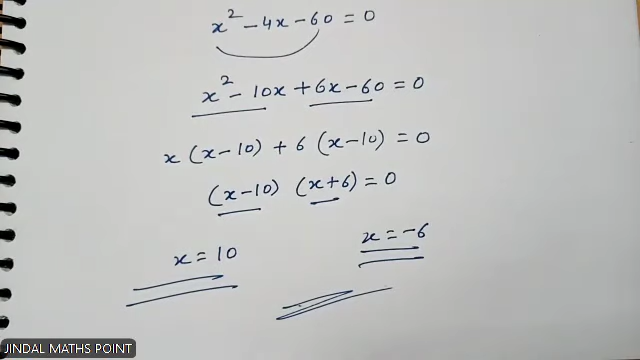 x² - 4x - 60 = 0
x² - 10x + 6x - 60 = 0
x (x - 10) + 6 (x - 10) = 0
(x - 10) (x + 6) = 0
x = 10 x = -6
JINDAL MATHS POINT